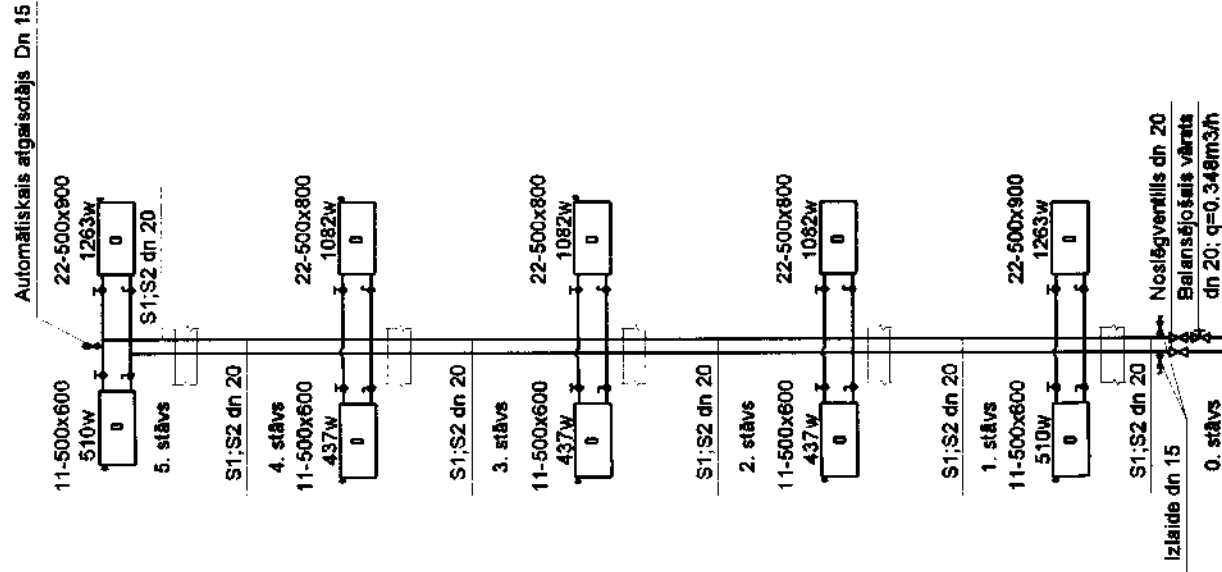 Automātiskais atgaisotājs Dn 15
11-500x600
510w
22-500x900
1263w
S1;S2 dn 20
5. stāvs
S1;S2 dn 20
4. stāvs
11-500x600
437w
22-500x800
1082w
S1;S2 dn 20
3. stāvs
11-500x600
437w
22-500x800
1082w
S1;S2 dn 20
2. stāvs
11-500x600
437w
22-500x800
1082w
S1;S2 dn 20
1. stāvs
11-500x600
510w
22-500x900
1263w
S1;S2 dn 20
Noslēgventilis dn 20
Balansējošais vārsts
dn 20; q=0.348m3/h
Izlaide dn 15
0. stāvs